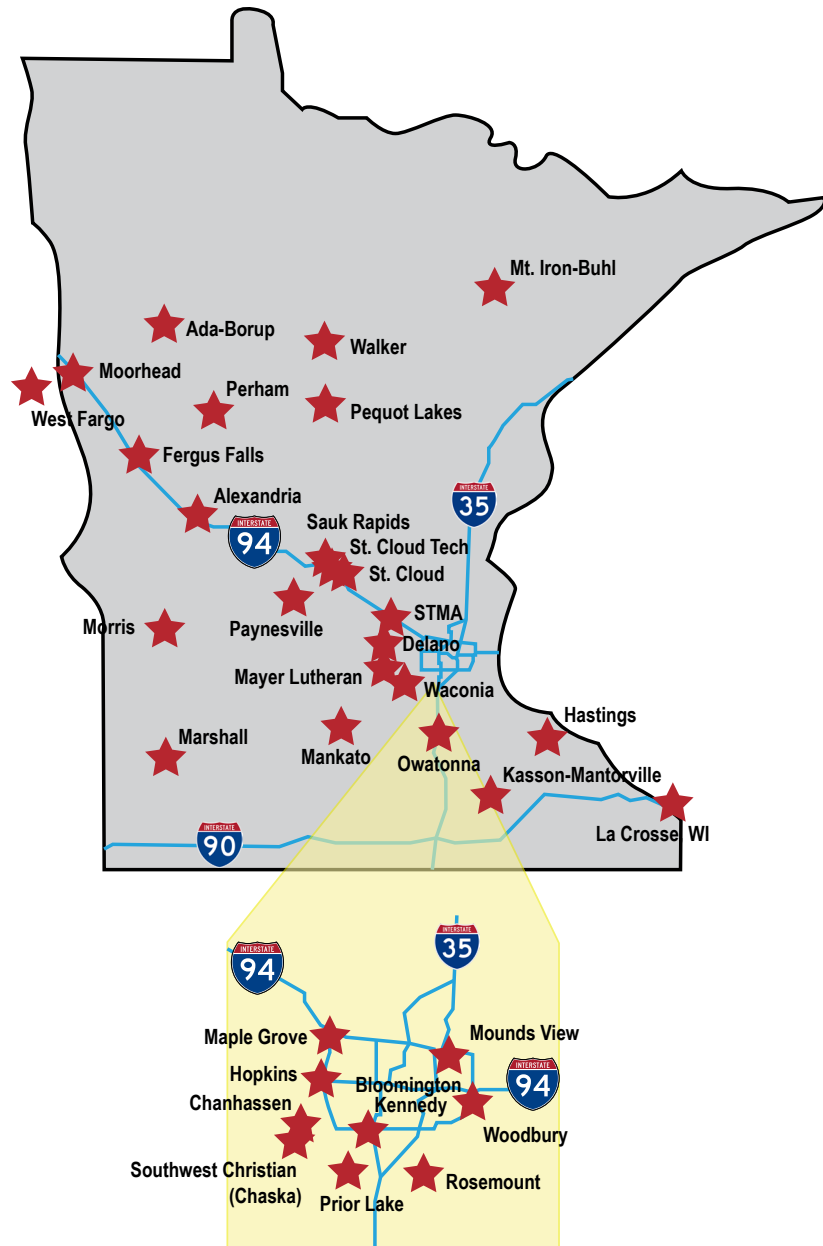 Mt. Iron-Buhl
Ada-Borup
Walker
Moorhead
Perham
Pequot Lakes
West Fargo
Fergus Falls
Alexandria
INTERSTATE
35
Sauk Rapids
INTERSTATE
94
St. Cloud Tech
St. Cloud
STMA
Morris
Paynesville
Delano
Mayer Lutheran
Waconia
Hastings
Marshall
Mankato
Owatonna
Kasson-Mantorville
La Crosse, WI
INTERSTATE
90
INTERSTATE
35
INTERSTATE
94
Maple Grove
Mounds View
Hopkins
Bloomington
Kennedy
INTERSTATE
94
Chanhassen
Woodbury
Southwest Christian
(Chaska)
Prior Lake
Rosemount